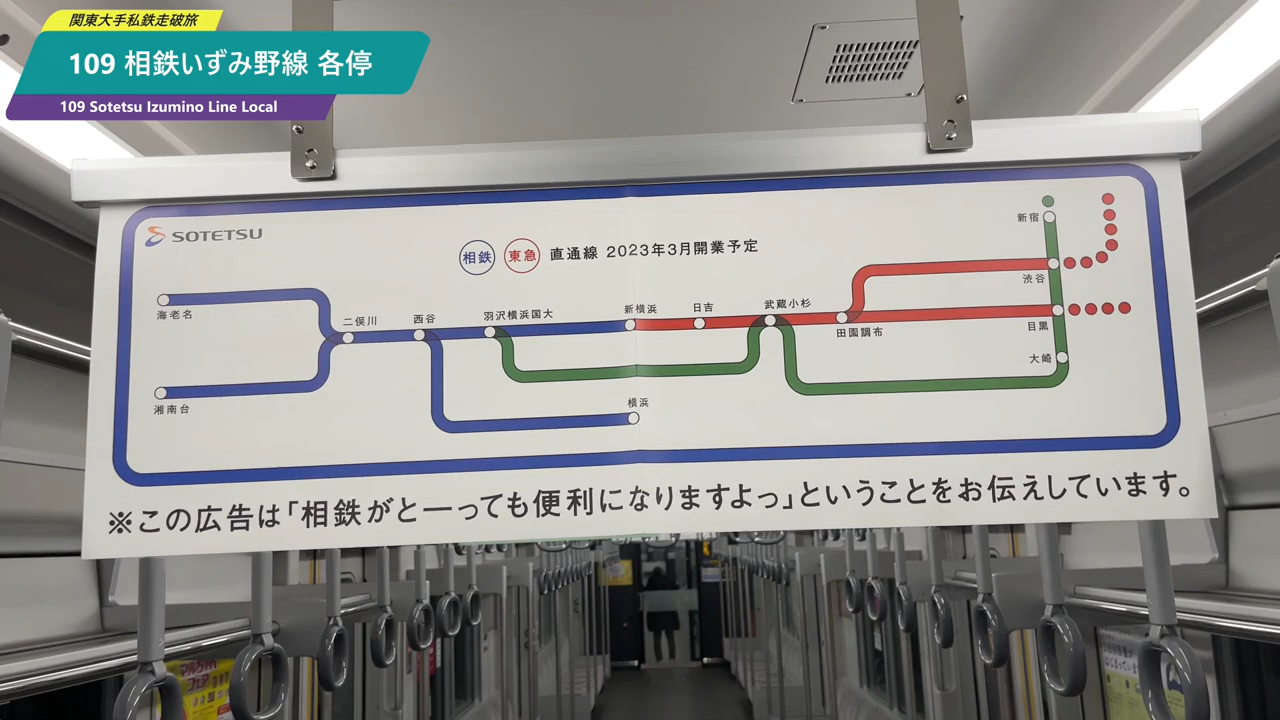 関東大手私鉄走破旅
109 相鉄いずみ野線 各停
109 Sotetsu Izumino Line Local
SOTETSU
相鉄 東急 直通線 2023年3月開業予定
新宿
渋谷
海老名
二俣川
西谷
羽沢横浜国大
新横浜
日吉
武蔵小杉
田園調布
目黒
大崎
湘南台
横浜
※この広告は「相鉄がと一っても便利になりますよっ」ということをお伝えしています。